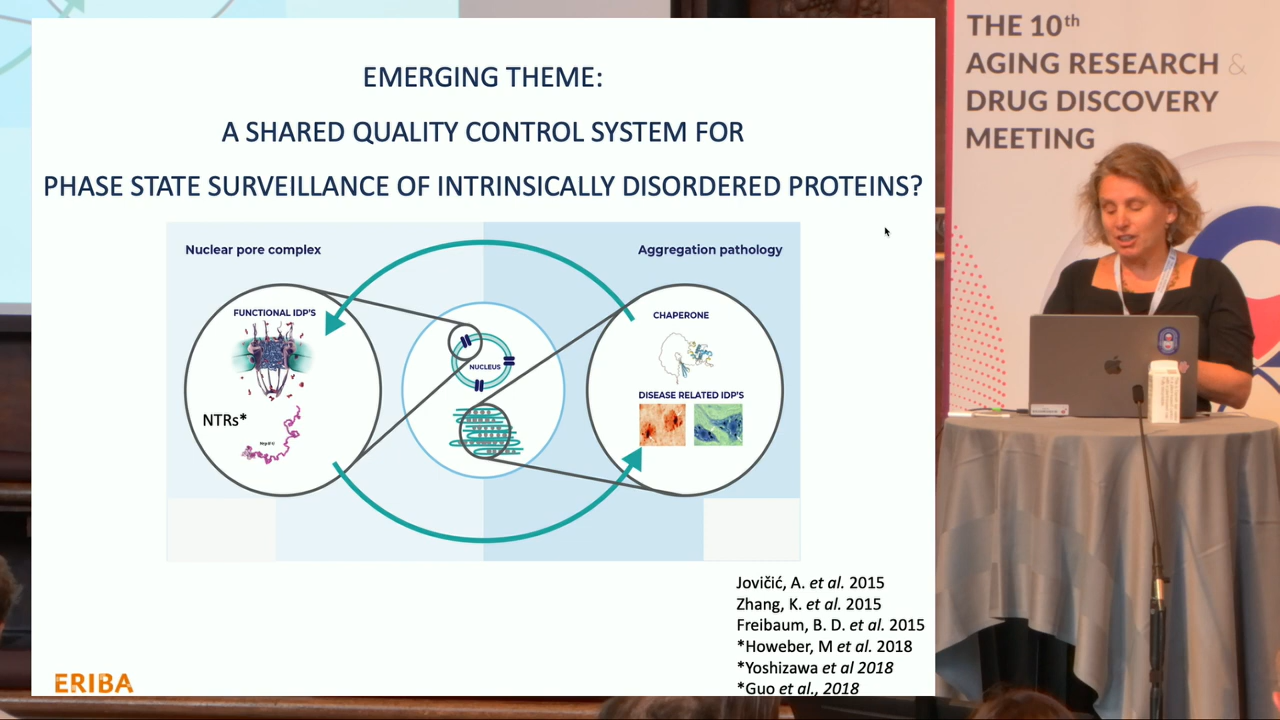 EMERGING THEME:
A SHARED QUALITY CONTROL SYSTEM FOR
PHASE STATE SURVEILLANCE OF INTRINSICALLY DISORDERED PROTEINS?
Nuclear pore complex
Aggregation pathology
FUNCTIONAL IDP'S
NTRs*
NUCLEUS
CHAPERONE
DISEASE RELATED IDP'S
Jovičić, A. et al. 2015
Zhang, K. et al. 2015
Freibaum, B. D. et al. 2015
*Howeber, M et al. 2018
*Yoshizawa et al 2018
*Guo et al., 2018
ERIBA
THE 10th
AGING RESEARCH &
DRUG DISCOVERY
MEETING